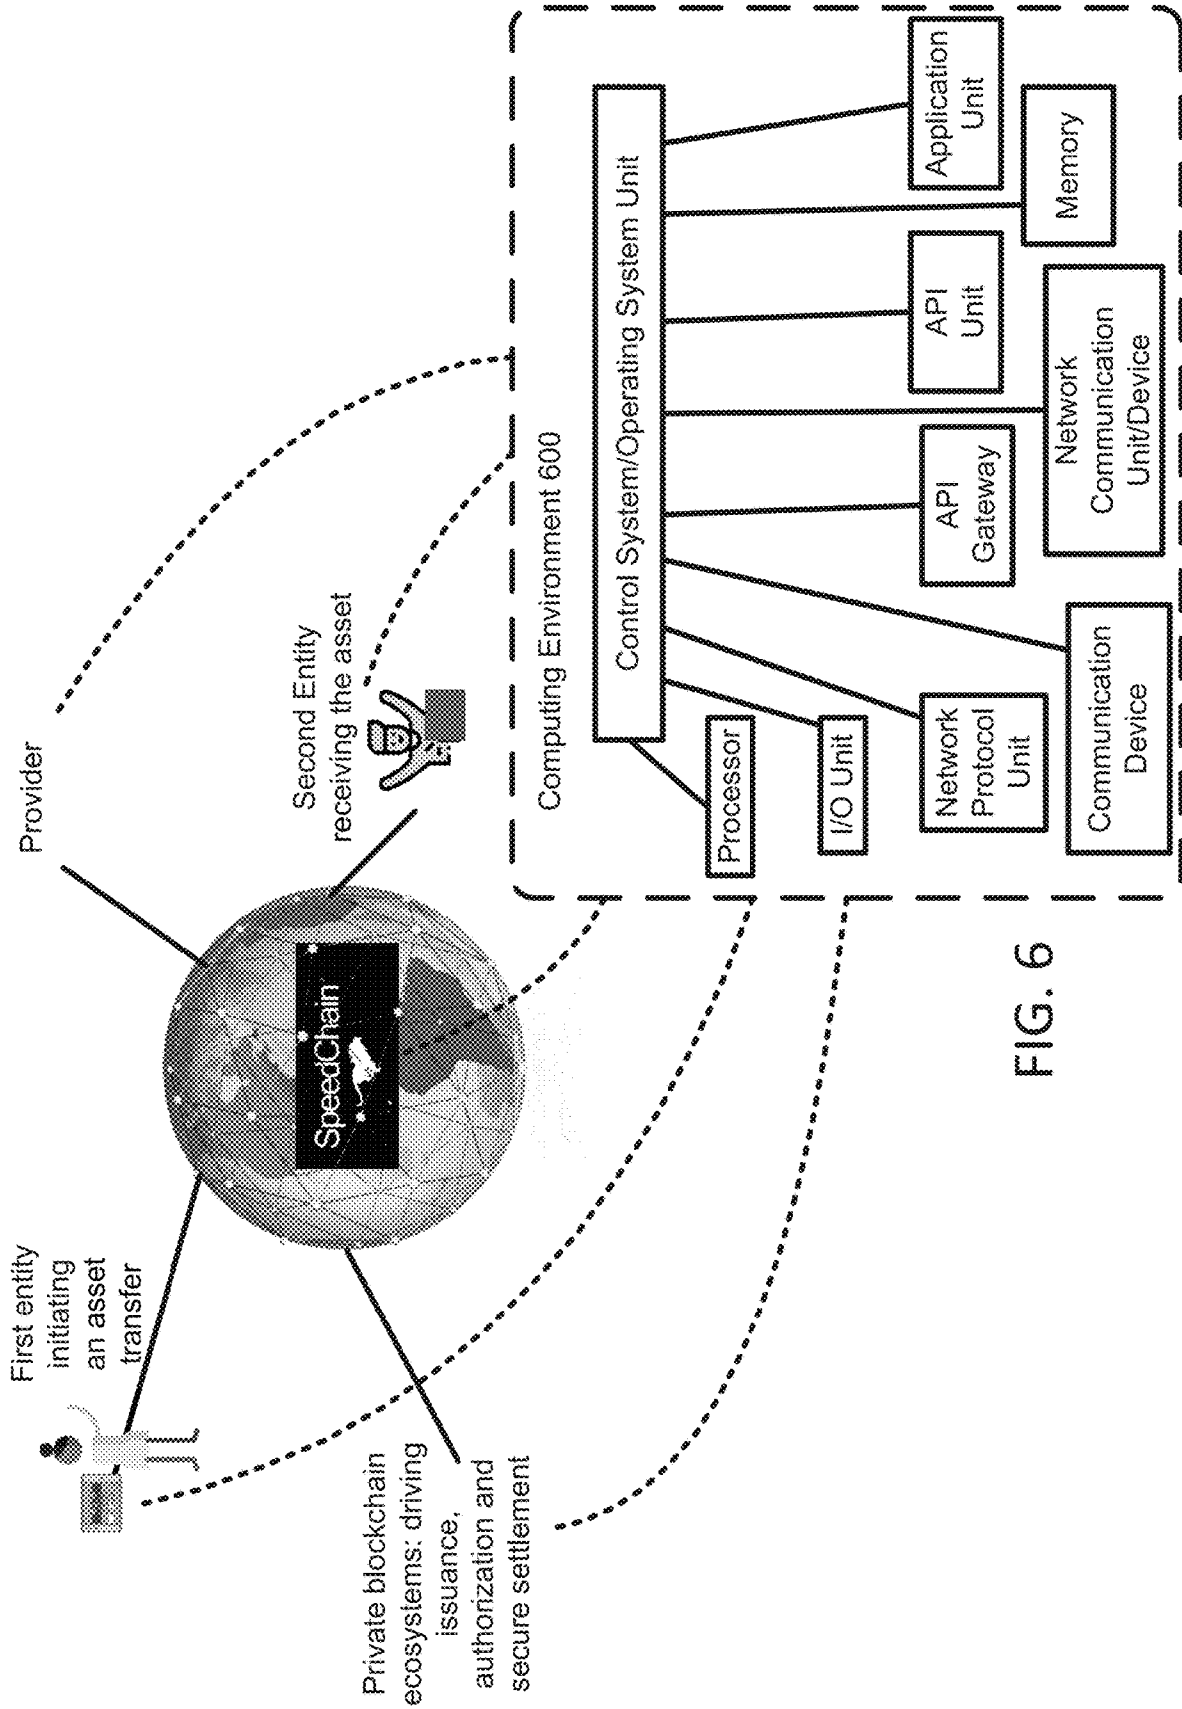 First entity
initiating
an asset
transfer
Provider
Private blockchain
ecosystems: driving
issuance,
authorization and
secure settlement
SpeedChain
Second Entity
receiving the asset
Computing Environment 600
Control System/Operating System Unit
Processor
I/O Unit
Network
Protocol
Unit
Communication
Device
API
Gateway
Network
Communication
Unit/Device
API
Unit
Memory
Application
Unit
FIG. 6